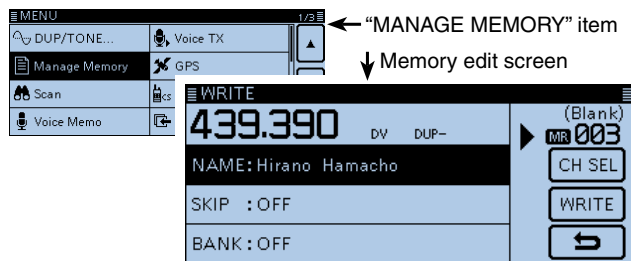 MENU 1/3
"MANAGE MEMORY" item
DUP/TONE... Voice TX
Manage Memory GPS
Memory edit screen
Scan CS
Voice Memo
WRITE
439.390 DV DUP– (Blank)
MR 003
NAME:Hirano Hamacho CH SEL
SKIP :OFF WRITE
BANK:OFF